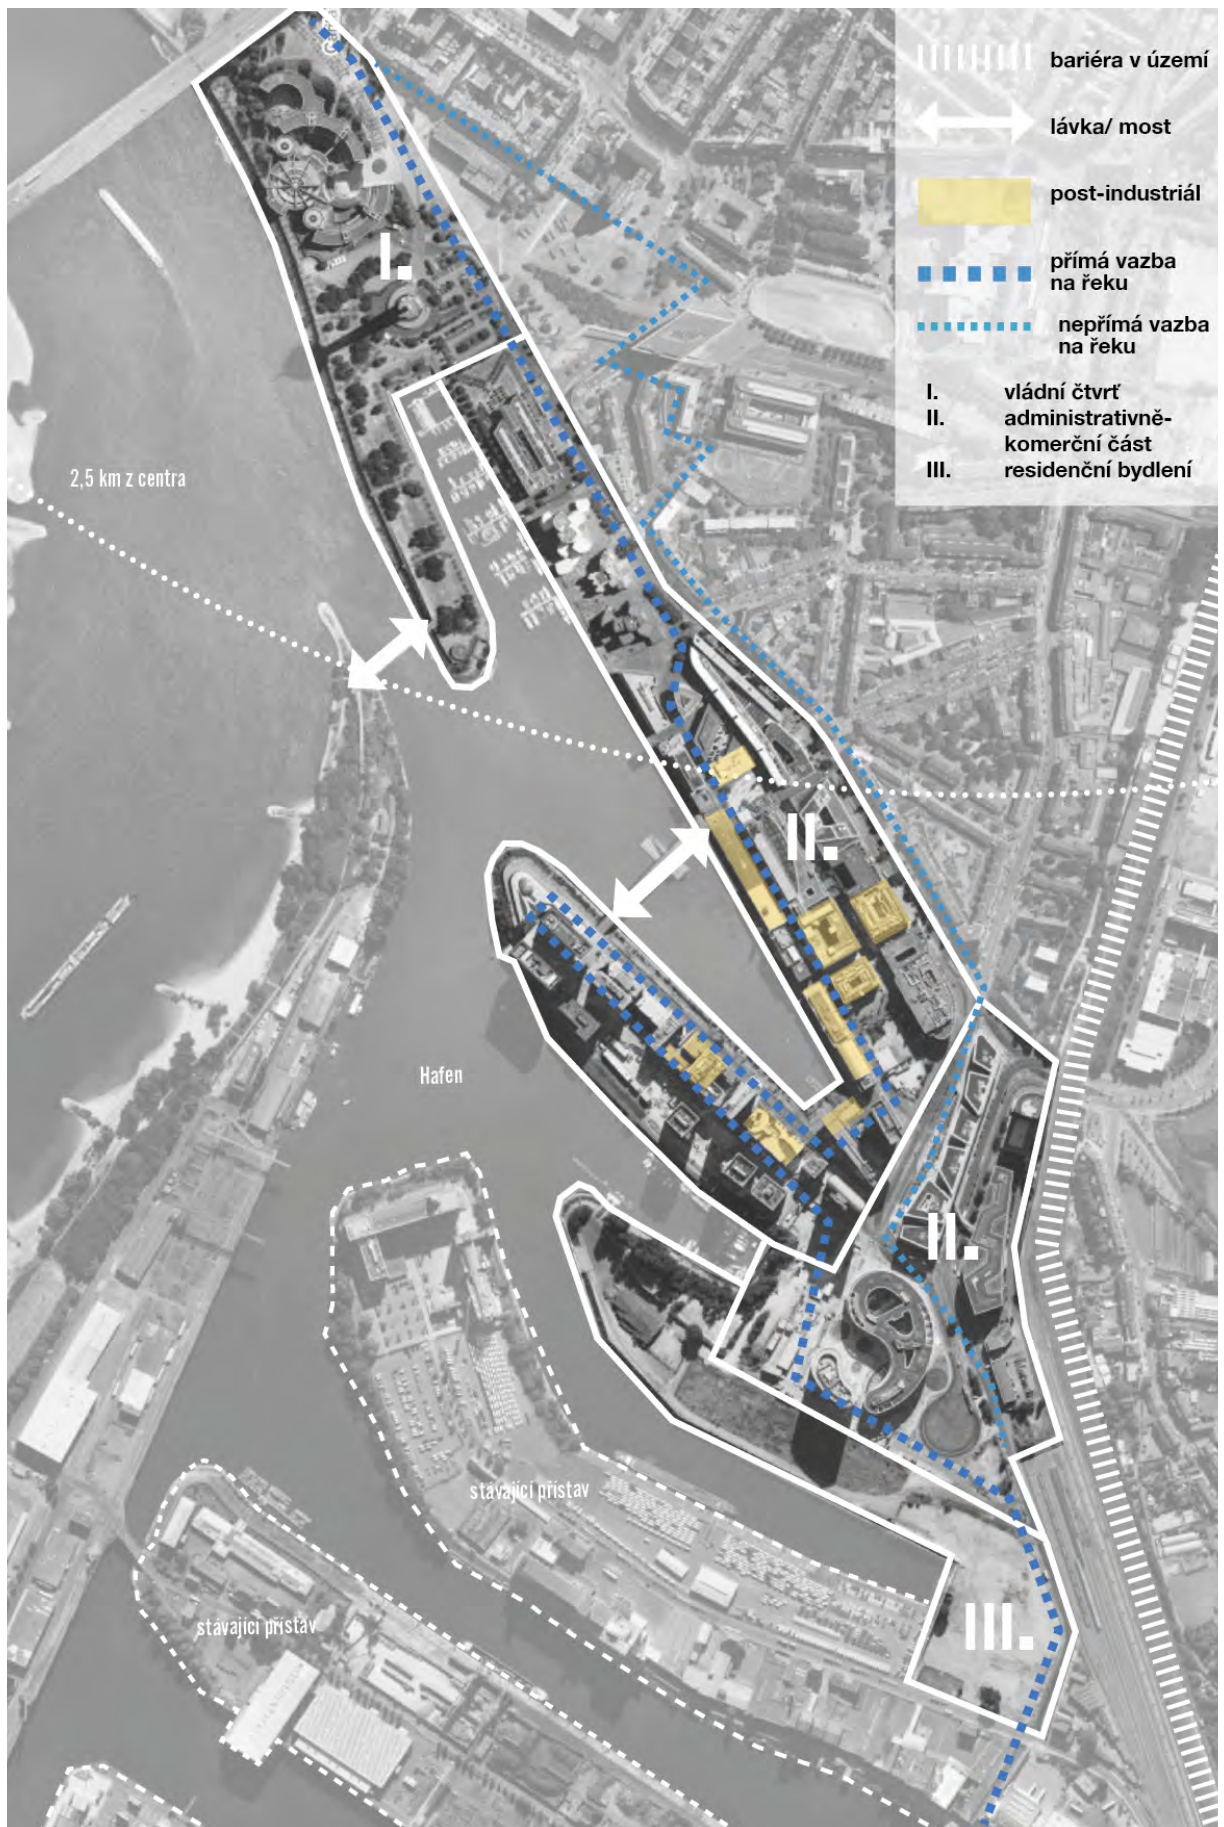 bariéra v území
lávka/ most
post-industriál
přímá vazba
na řeku
nepřímá vazba
na řeku
I. vládní čtvrť
II. administrativně-
komerční část
III. residenční bydlení
I.
2,5 km z centra
II.
Hafen
II.
stávající přístav
III.
stávající přístav